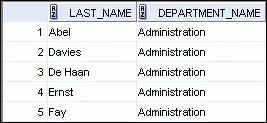 LAST_NAME DEPARTMENT_NAME
1 Abel Administration
2 Davies Administration
3 De Haan Administration
4 Ernst Administration
5 Fay Administration